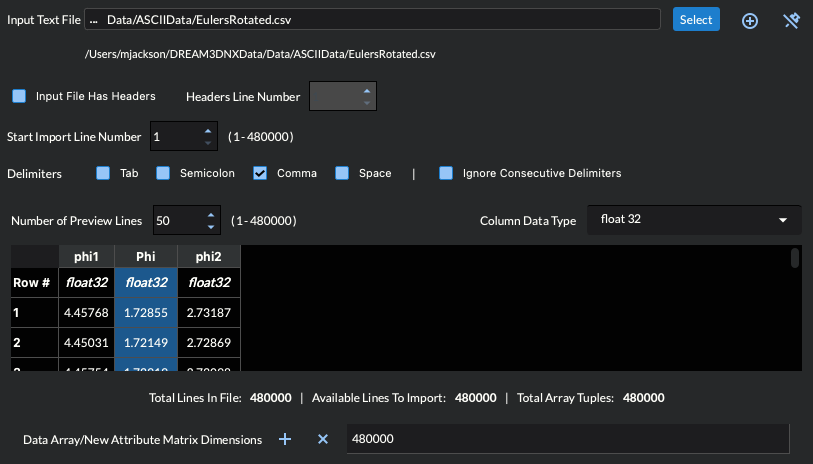 Input Text File ... Data/ASCIIData/EulersRotated.csv Select
/Users/mjackson/DREAM3DNXData/Data/ASCIIData/EulersRotated.csv
Input File Has Headers Headers Line Number
Start Import Line Number 1 (1-480000)
Delimiters Tab Semicolon Comma Space | Ignore Consecutive Delimiters
Number of Preview Lines 50 (1-480000) Column Data Type float 32
phi1 Phi phi2
Row # float32 float32 float32
1 4.45768 1.72855 2.73187
2 4.45031 1.72149 2.72869
Total Lines In File: 480000 | Available Lines To Import: 480000 | Total Array Tuples: 480000
Data Array/New Attribute Matrix Dimensions 480000